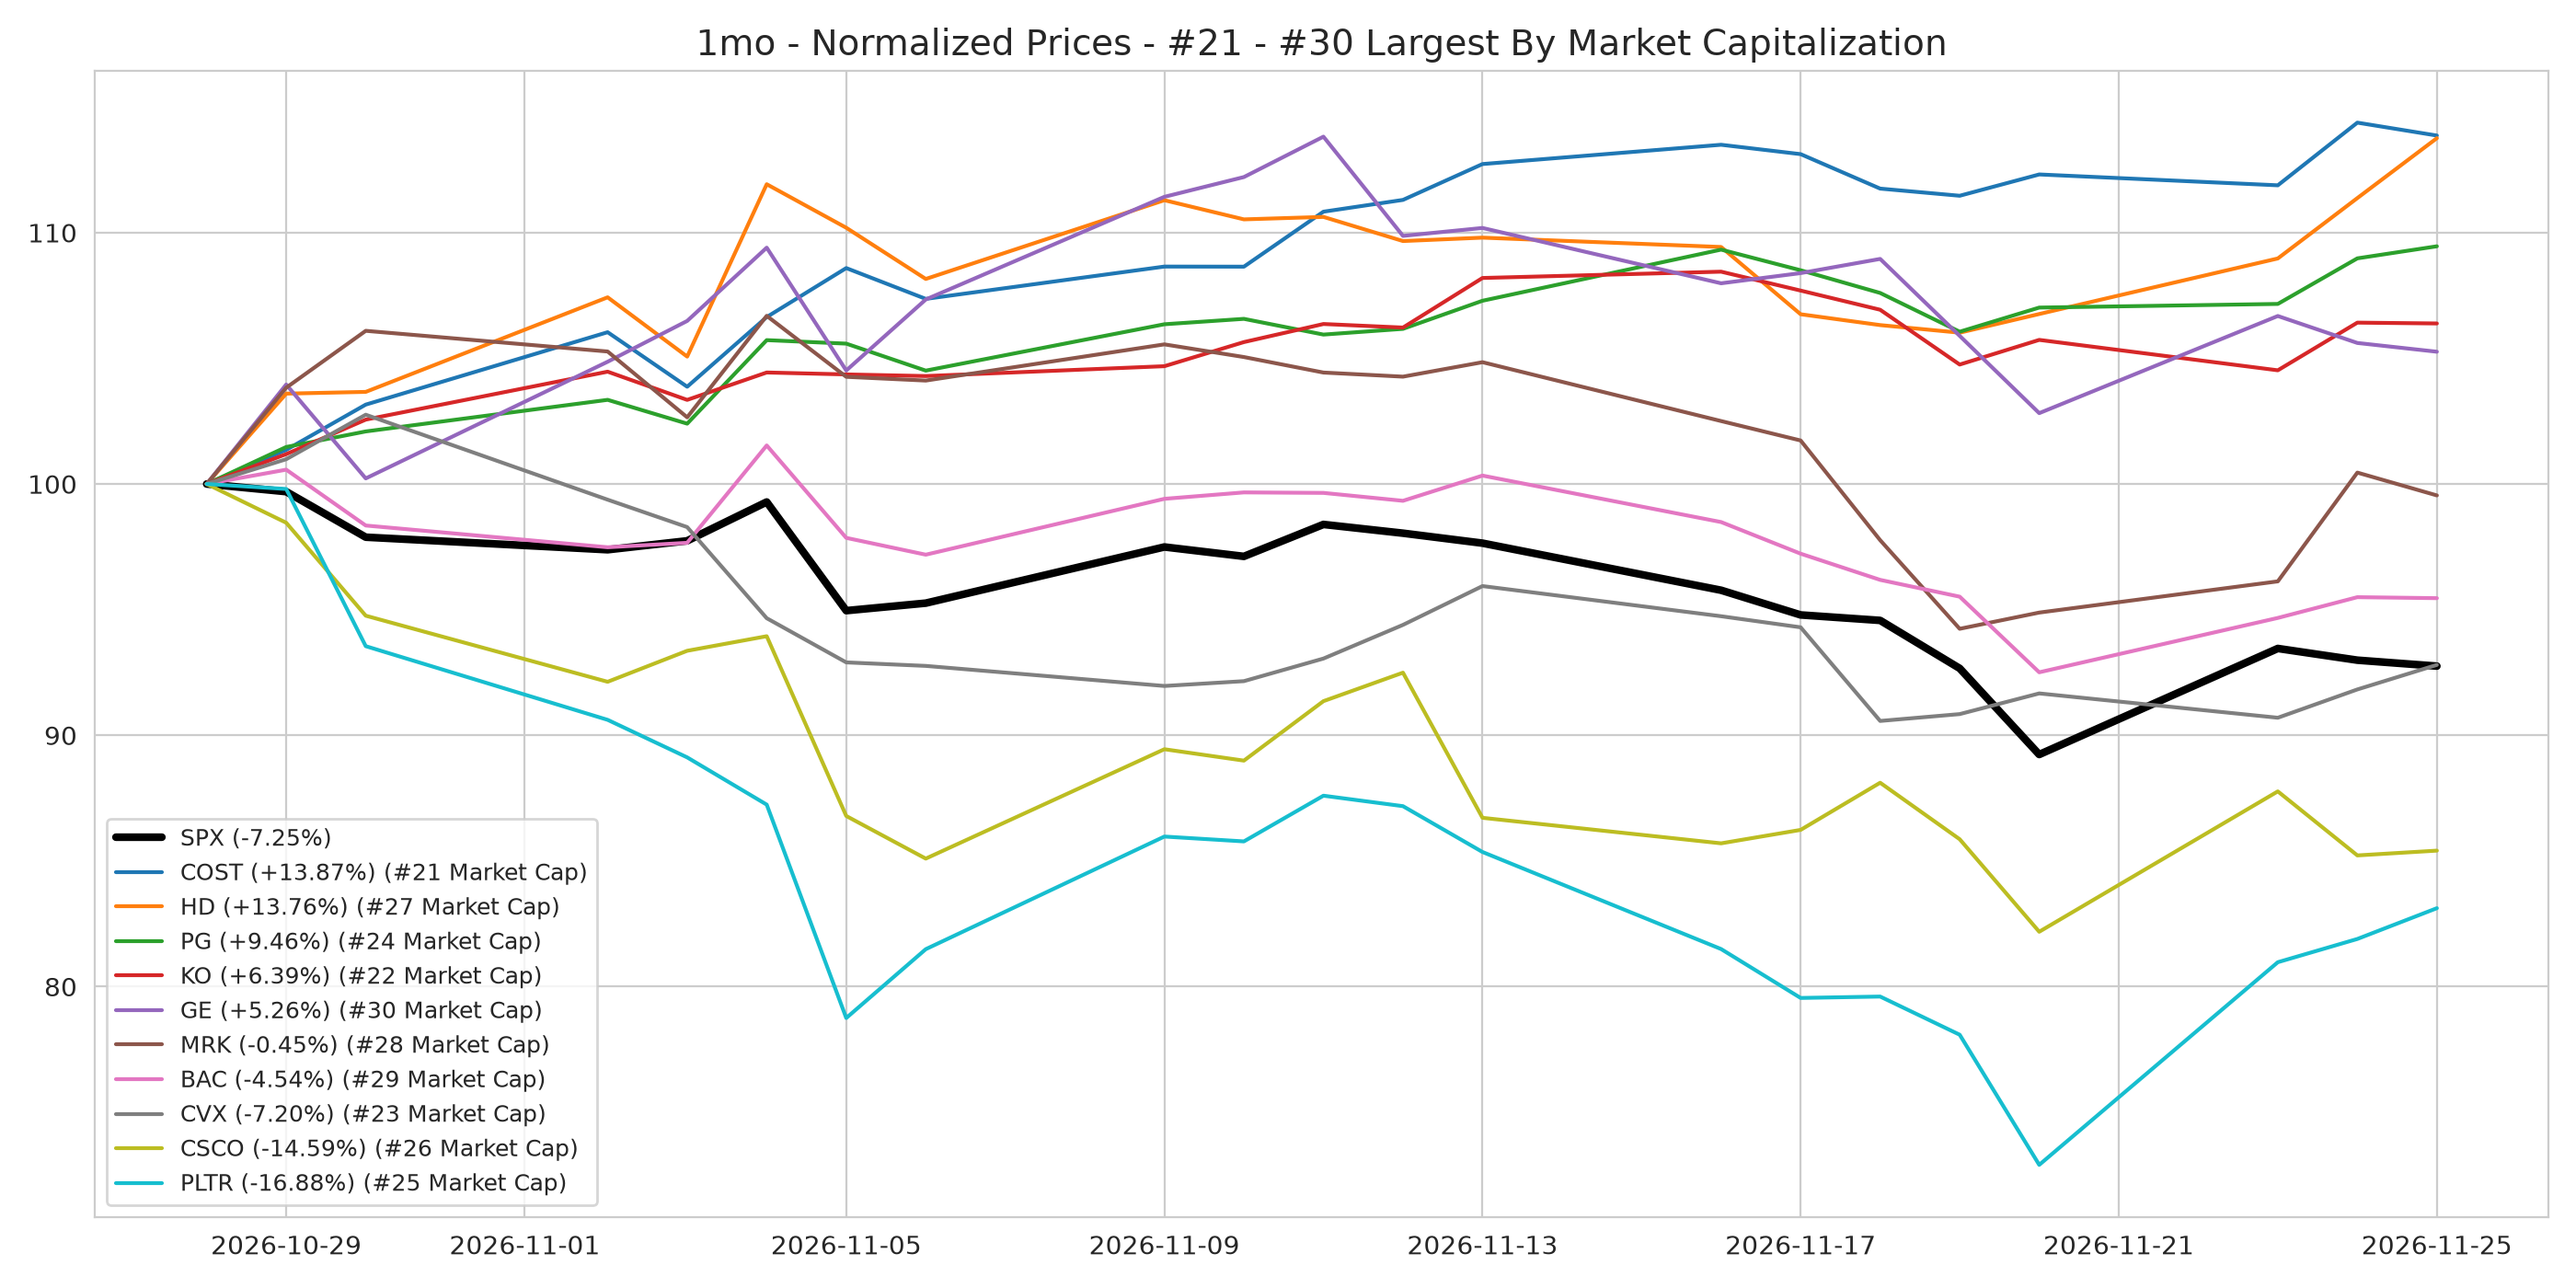 1mo - Normalized Prices - #21 - #30 Largest By Market Capitalization
110
100
90
80
SPX (-7.25%)
COST (+13.87%) (#21 Market Cap)
HD (+13.76%) (#27 Market Cap)
PG (+9.46%) (#24 Market Cap)
KO (+6.39%) (#22 Market Cap)
GE (+5.26%) (#30 Market Cap)
MRK (-0.45%) (#28 Market Cap)
BAC (-4.54%) (#29 Market Cap)
CVX (-7.20%) (#23 Market Cap)
CSCO (-14.59%) (#26 Market Cap)
PLTR (-16.88%) (#25 Market Cap)
2026-10-29 2026-11-01 2026-11-05 2026-11-09 2026-11-13 2026-11-17 2026-11-21 2026-11-25